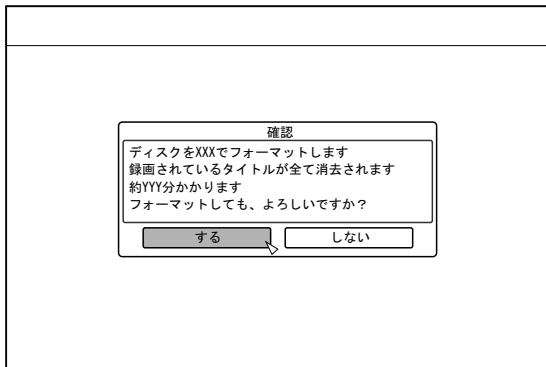 確認
ディスクをXXXでフォーマットします
録画されているタイトルが全て消去されます
約YYY分かかります
フォーマットしても、よろしいですか？
する
しない